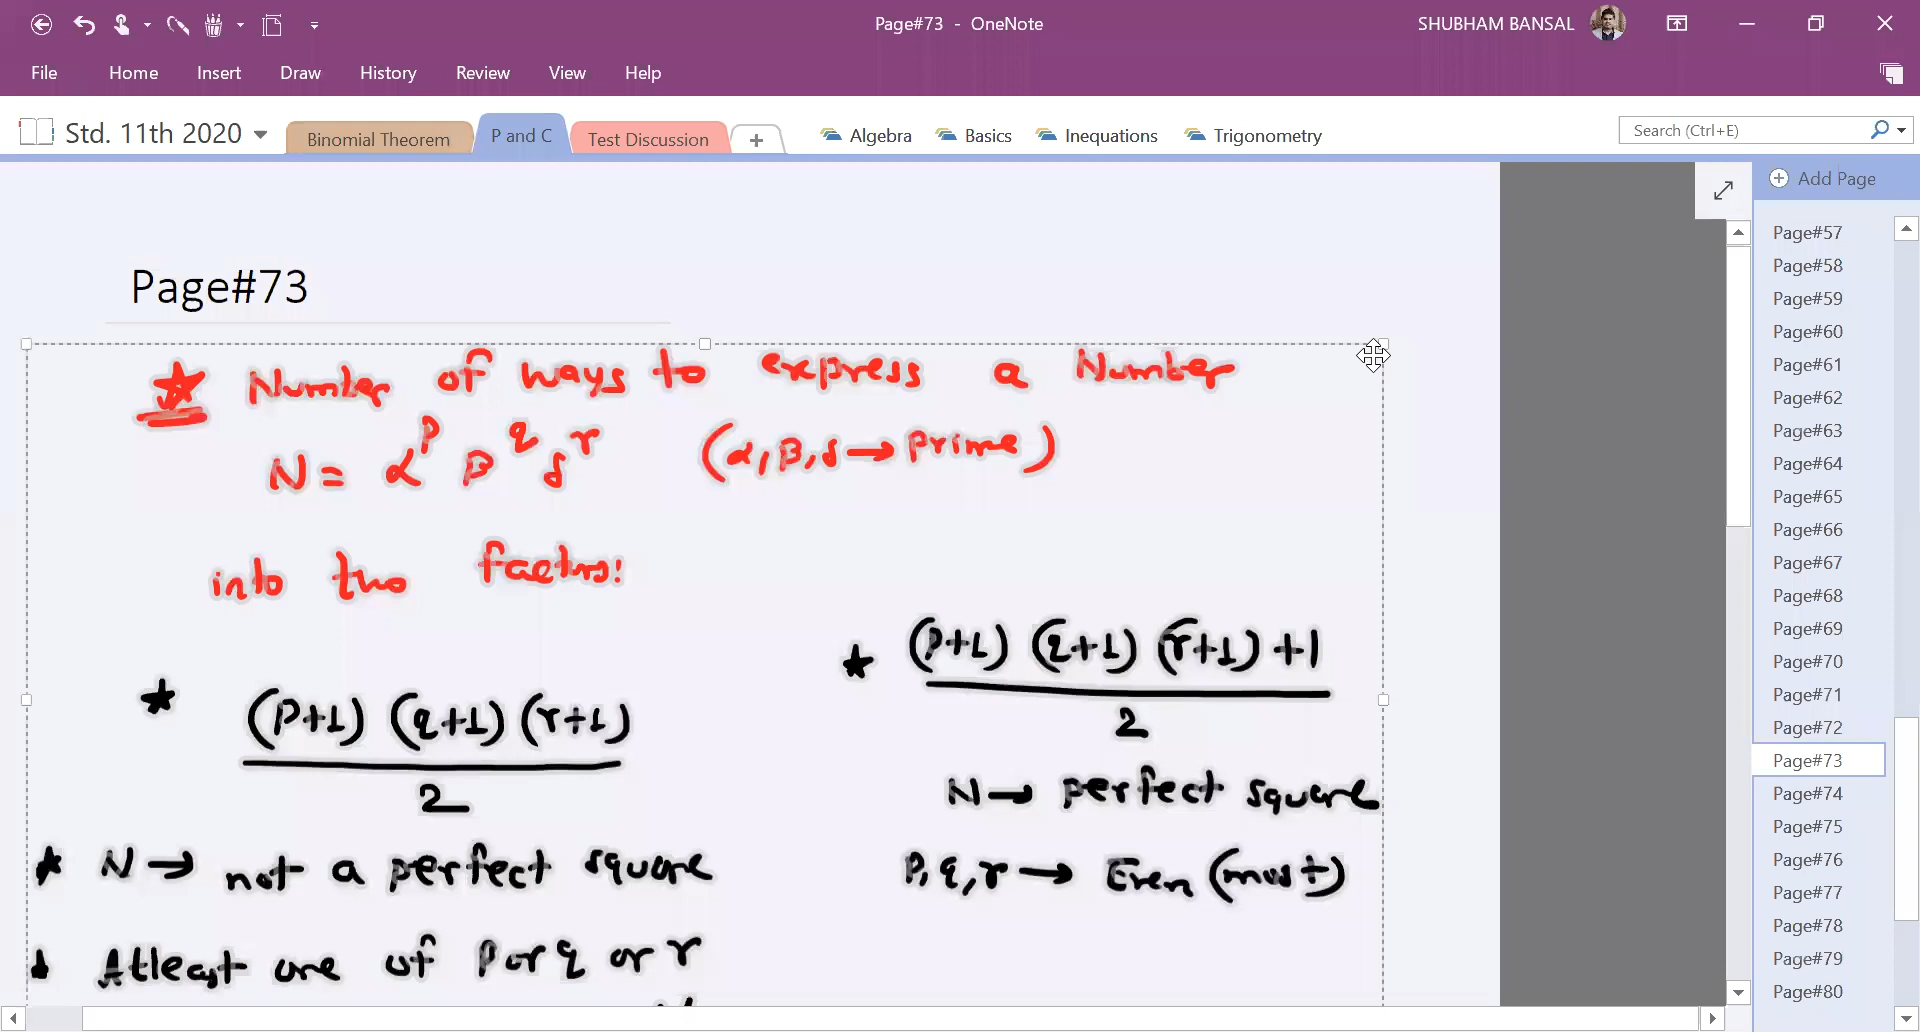 Page#73 - OneNote
SHUBHAM BANSAL
File Home Insert Draw History Review View Help
Std. 11th 2020
Binomial Theorem
P and C
Test Discussion
Algebra
Basics
Inequations
Trigonometry
Search (Ctrl+E)
Add Page
Page#73
Number of ways to express a Number
N = α^p β^q δ^r (α, β, δ → prime)
into two factors:
(p+1) (q+1) (r+1)
2
N → not a perfect square
Atleast one of p or q or r
(p+1) (q+1) (r+1) +1
2
N → perfect square
p, q, r → Even (must)
Page#57
Page#58
Page#59
Page#60
Page#61
Page#62
Page#63
Page#64
Page#65
Page#66
Page#67
Page#68
Page#69
Page#70
Page#71
Page#72
Page#73
Page#74
Page#75
Page#76
Page#77
Page#78
Page#79
Page#80